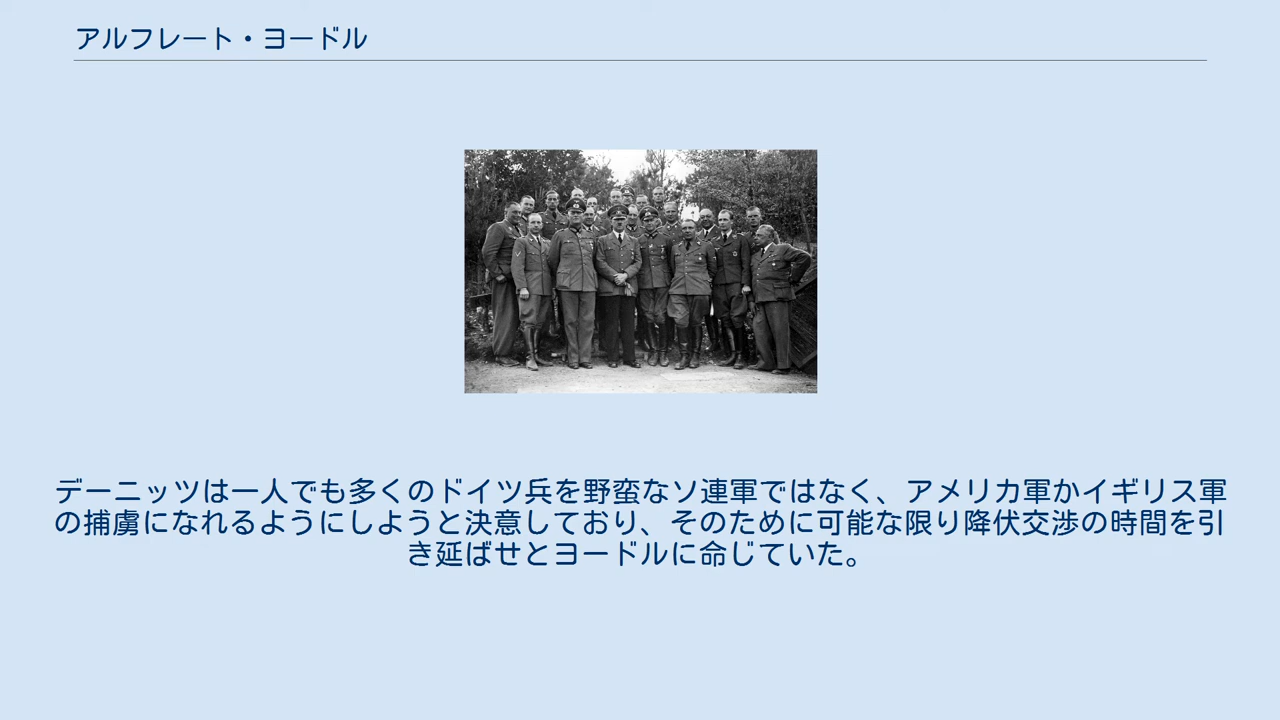 アルフレート・ヨードル
デーニッツは一人でも多くのドイツ兵を野蛮なソ連軍ではなく、アメリカ軍かイギリス軍
の捕虜になれるようにしようと決意しており、そのために可能な限り降伏交渉の時間を引
き延ばせとヨードルに命じていた。